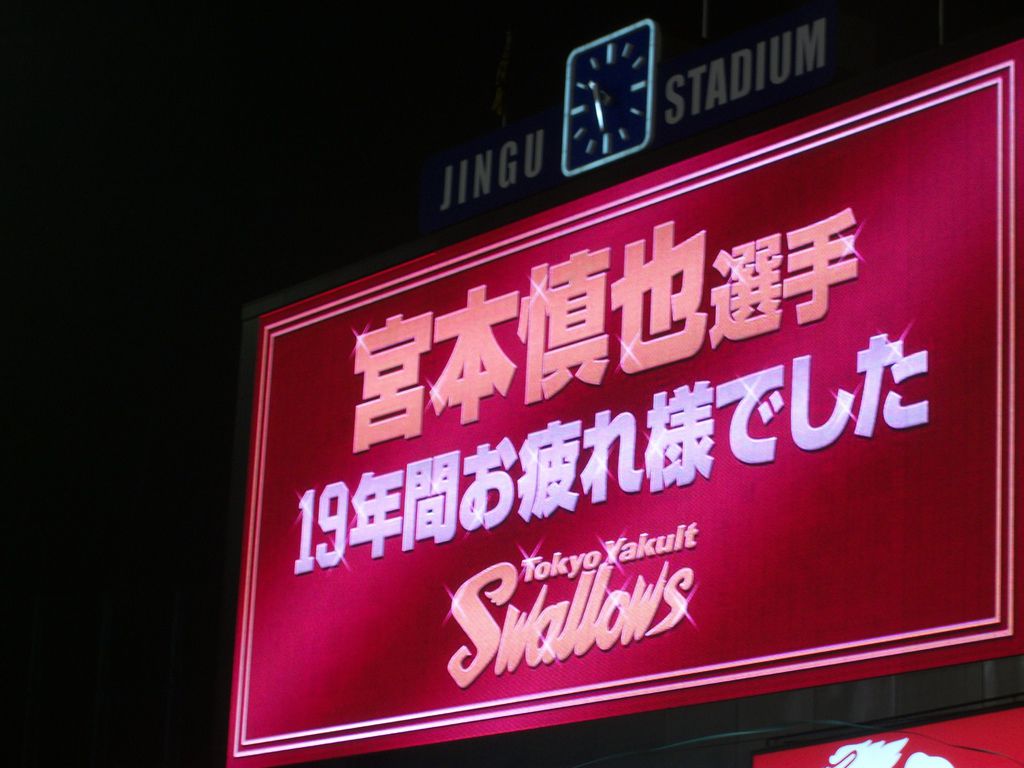 JINGU STADIUM
宮本慎也選手
19年間お疲れ様でした
Tokyo Yakult
Swallows